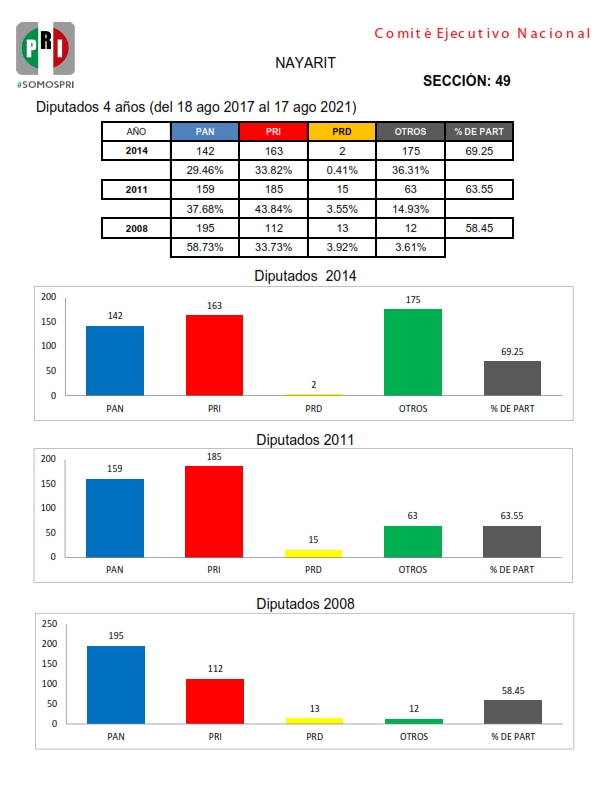 Comité Ejecutivo Nacional
PRI
#SOMOSPRI
NAYARIT
SECCIÓN: 49
Diputados 4 años (del 18 ago 2017 al 17 ago 2021)
AÑO PAN PRI PRD OTROS % DE PART
2014 142 163 2 175 69.25
29.46% 33.82% 0.41% 36.31%
2011 159 185 15 63 63.55
37.68% 43.84% 3.55% 14.93%
2008 195 112 13 12 58.45
58.73% 33.73% 3.92% 3.61%
Diputados 2014
200
150
100
50
0
142 163 2 175 69.25
PAN PRI PRD OTROS % DE PART
Diputados 2011
200
150
100
50
0
159 185 15 63 63.55
PAN PRI PRD OTROS % DE PART
Diputados 2008
250
200
150
100
50
0
195 112 13 12 58.45
PAN PRI PRD OTROS % DE PART